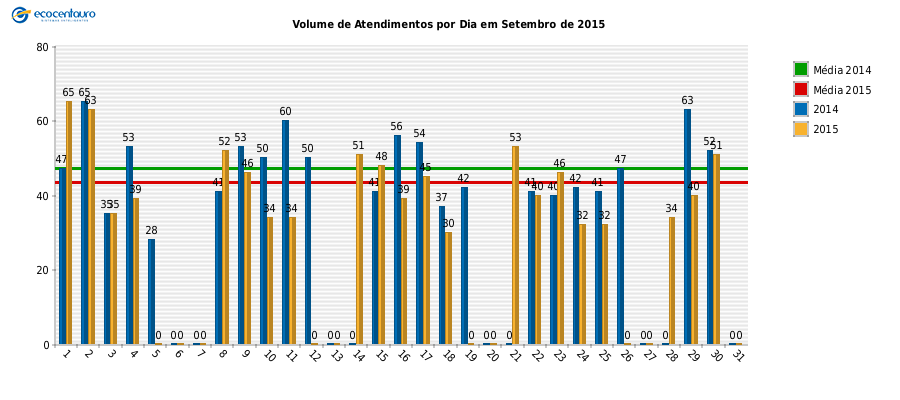 ecocentauro
Volume de Atendimentos por Dia em Setembro de 2015
80
60
40
20
0
47 65 65 63 35 35 53 39 28 0 0 0 0 0 41 52 53 46 50 34 60 34 50 0 0 0 0 51 41 48 56 39 54 45 37 30 42 0 0 0 0 53 41 40 40 46 42 32 41 32 47 0 0 0 0 34 63 40 52 51 0 0
1 2 3 4 5 6 7 8 9 10 11 12 13 14 15 16 17 18 19 20 21 22 23 24 25 26 27 28 29 30 31
Média 2014
Média 2015
2014
2015